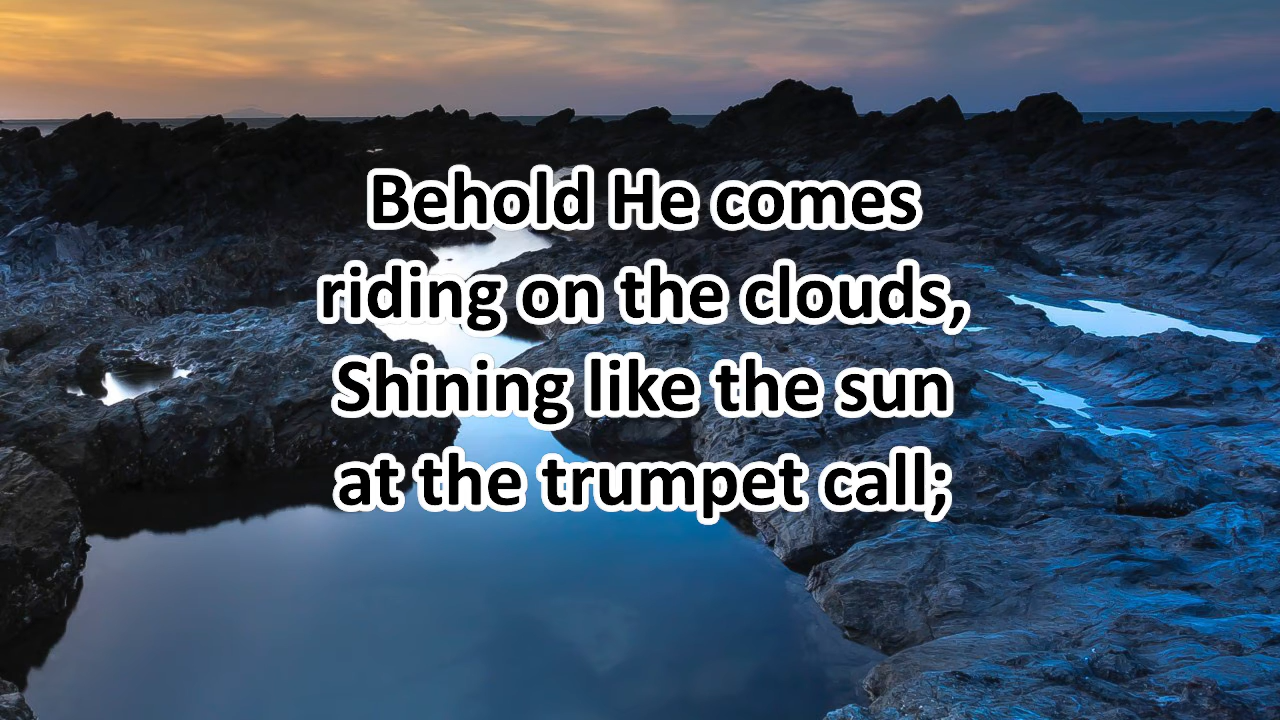 Behold He comes
riding on the clouds,
Shining like the sun
at the trumpet call;